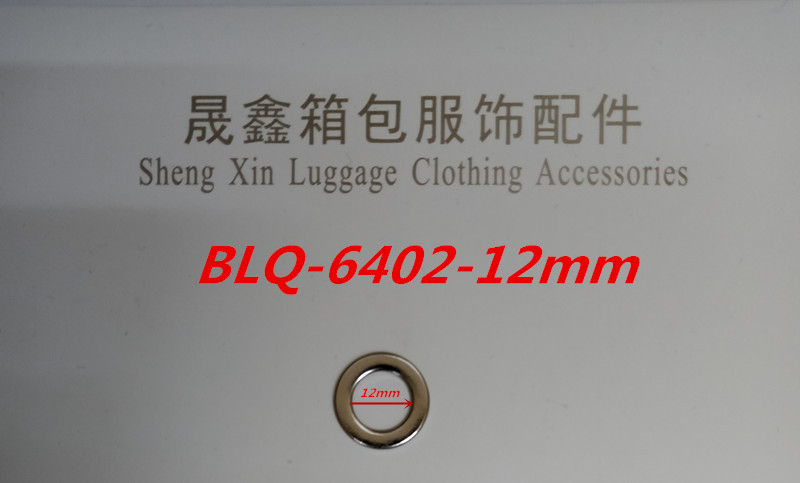 晟鑫箱包服饰配件
Sheng Xin Luggage Clothing Accessories
BLQ-6402-12mm
12mm